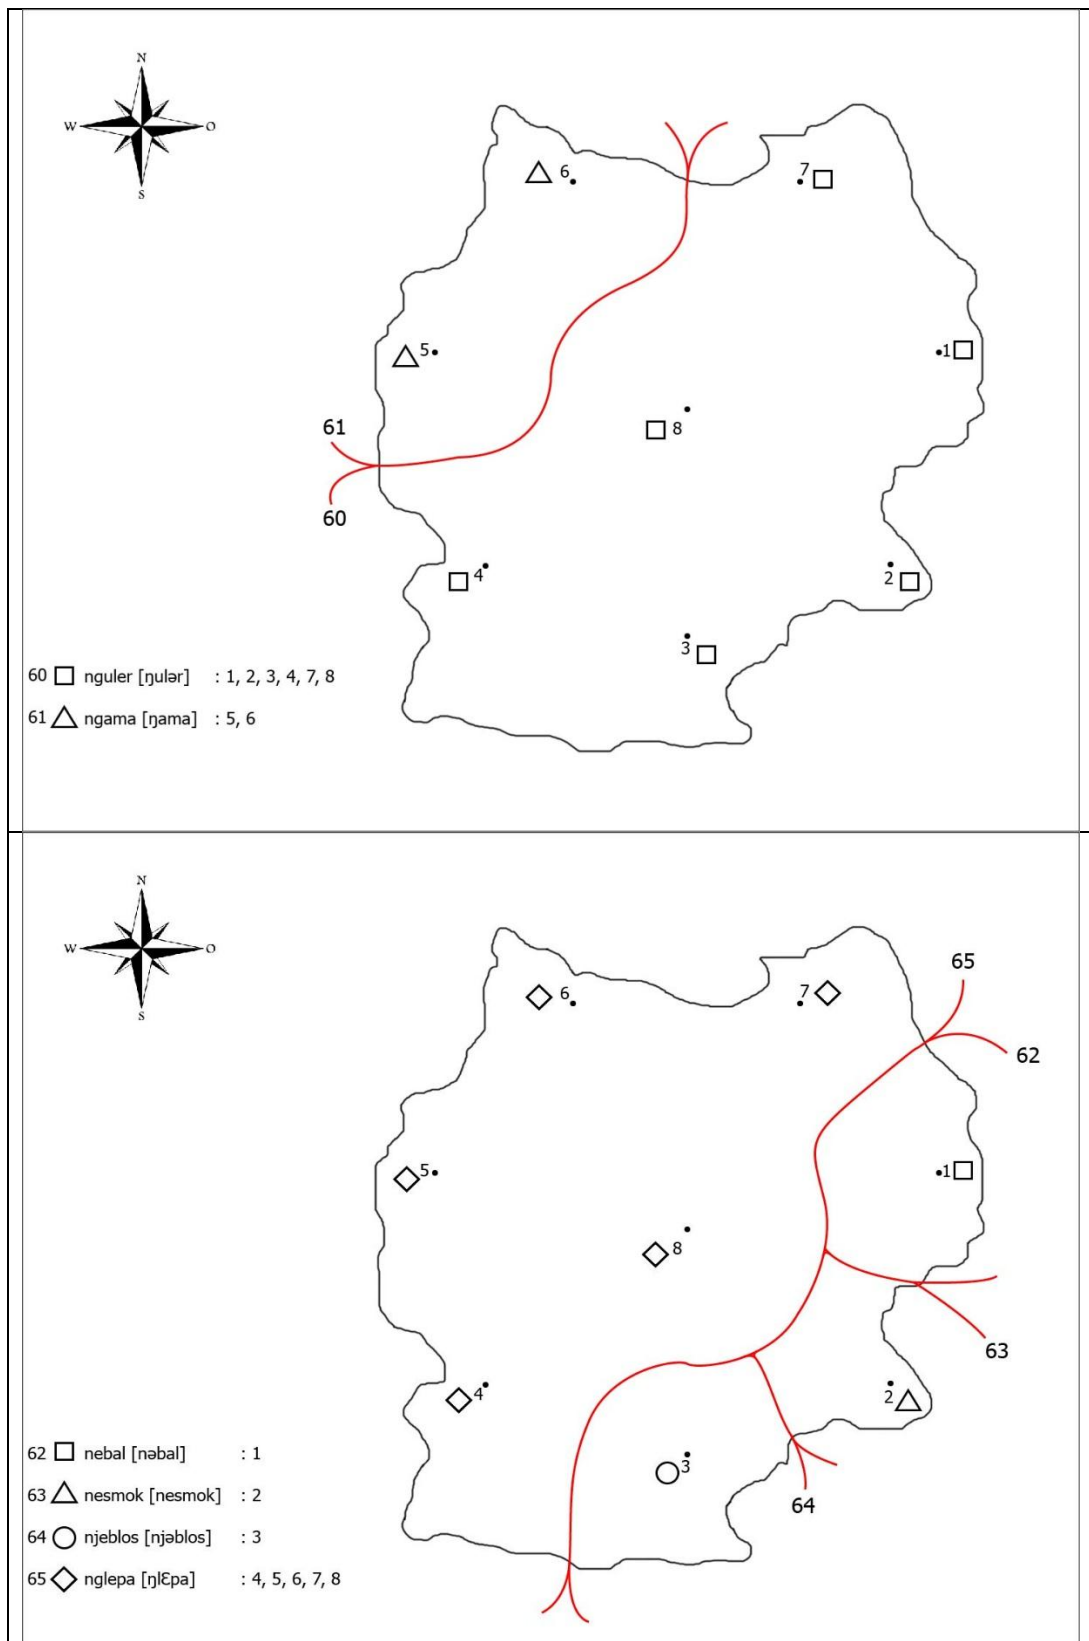 N
W O
S
6
7
5
1
8
61
60
4
2
3
60 nguler [ŋulər] : 1, 2, 3, 4, 7, 8
61 ngama [ŋama] : 5, 6
N
W O
S
65
6
7
62
5
1
8
63
4
2
3
64
62 nebal [nəbal] : 1
63 nesmok [nesmok] : 2
64 njeblos [njəblos] : 3
65 nglepa [ŋlƐpa] : 4, 5, 6, 7, 8